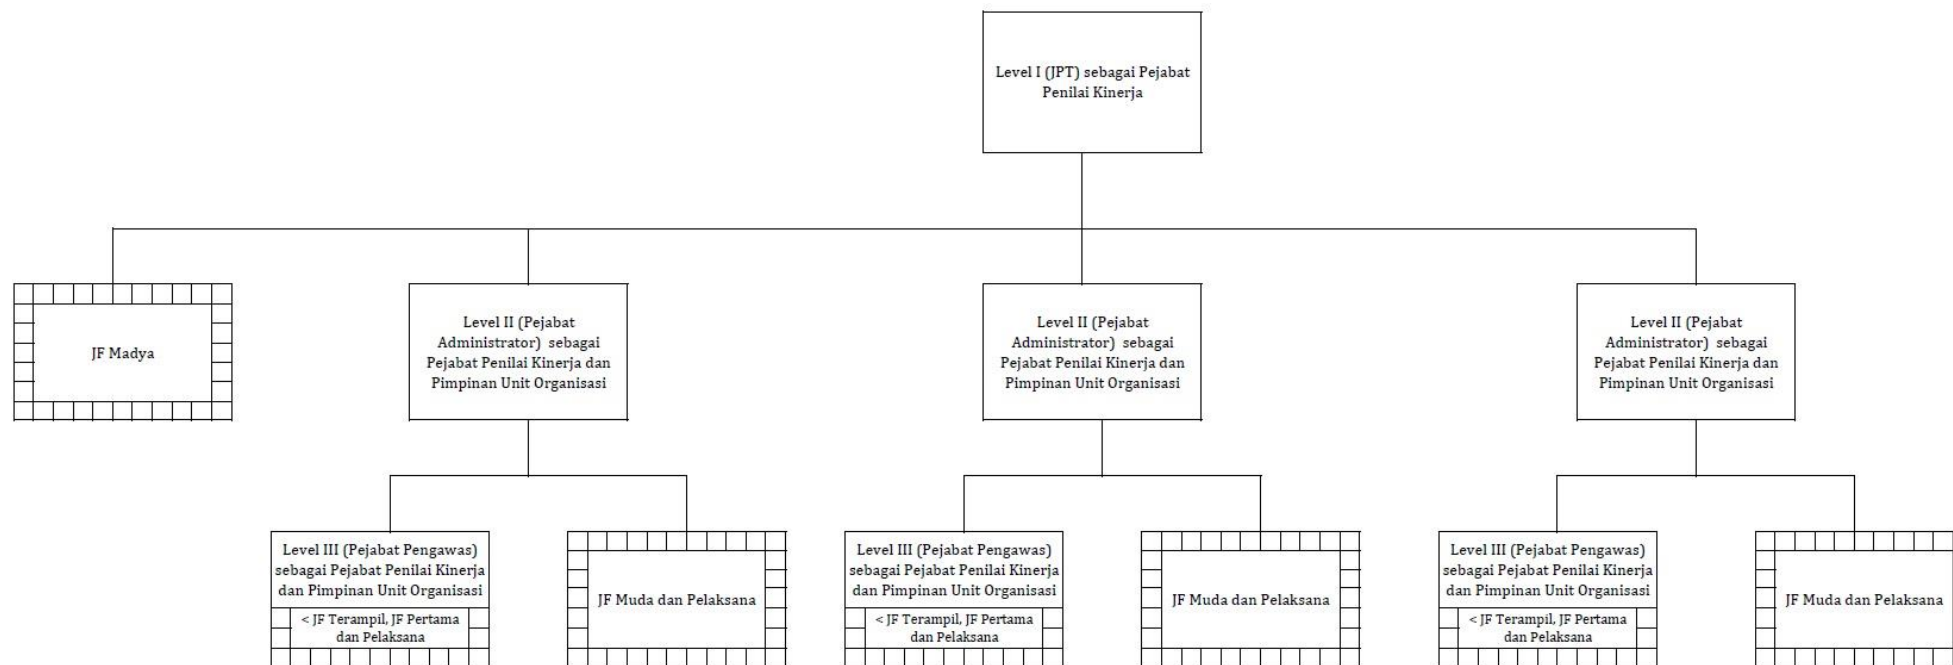 Level I (JPT) sebagai Pejabat
Penilai Kinerja
JF Madya
Level II (Pejabat
Administrator) sebagai
Pejabat Penilai Kinerja dan
Pimpinan Unit Organisasi
Level II (Pejabat
Administrator) sebagai
Pejabat Penilai Kinerja dan
Pimpinan Unit Organisasi
Level II (Pejabat
Administrator) sebagai
Pejabat Penilai Kinerja dan
Pimpinan Unit Organisasi
Level III (Pejabat Pengawas)
sebagai Pejabat Penilai Kinerja
dan Pimpinan Unit Organisasi
< JF Terampil, JF Pertama
dan Pelaksana
JF Muda dan Pelaksana
Level III (Pejabat Pengawas)
sebagai Pejabat Penilai Kinerja
dan Pimpinan Unit Organisasi
< JF Terampil, JF Pertama
dan Pelaksana
JF Muda dan Pelaksana
Level III (Pejabat Pengawas)
sebagai Pejabat Penilai Kinerja
dan Pimpinan Unit Organisasi
< JF Terampil, JF Pertama
dan Pelaksana
JF Muda dan Pelaksana